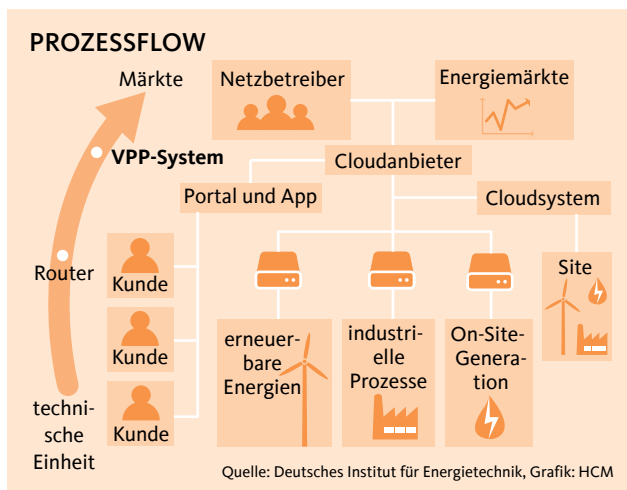 PROZESSFLOW
Märkte
Netzbetreiber
Energiemärkte
VPP-System
Cloudanbieter
Portal und App
Cloudsystem
Router
Kunde
Kunde
Kunde
Site
erneuer-
bare
Energien
industri-
elle
Prozesse
On-Site-
Genera-
tion
techni-
sche
Einheit
Quelle: Deutsches Institut für Energietechnik, Grafik: HCM